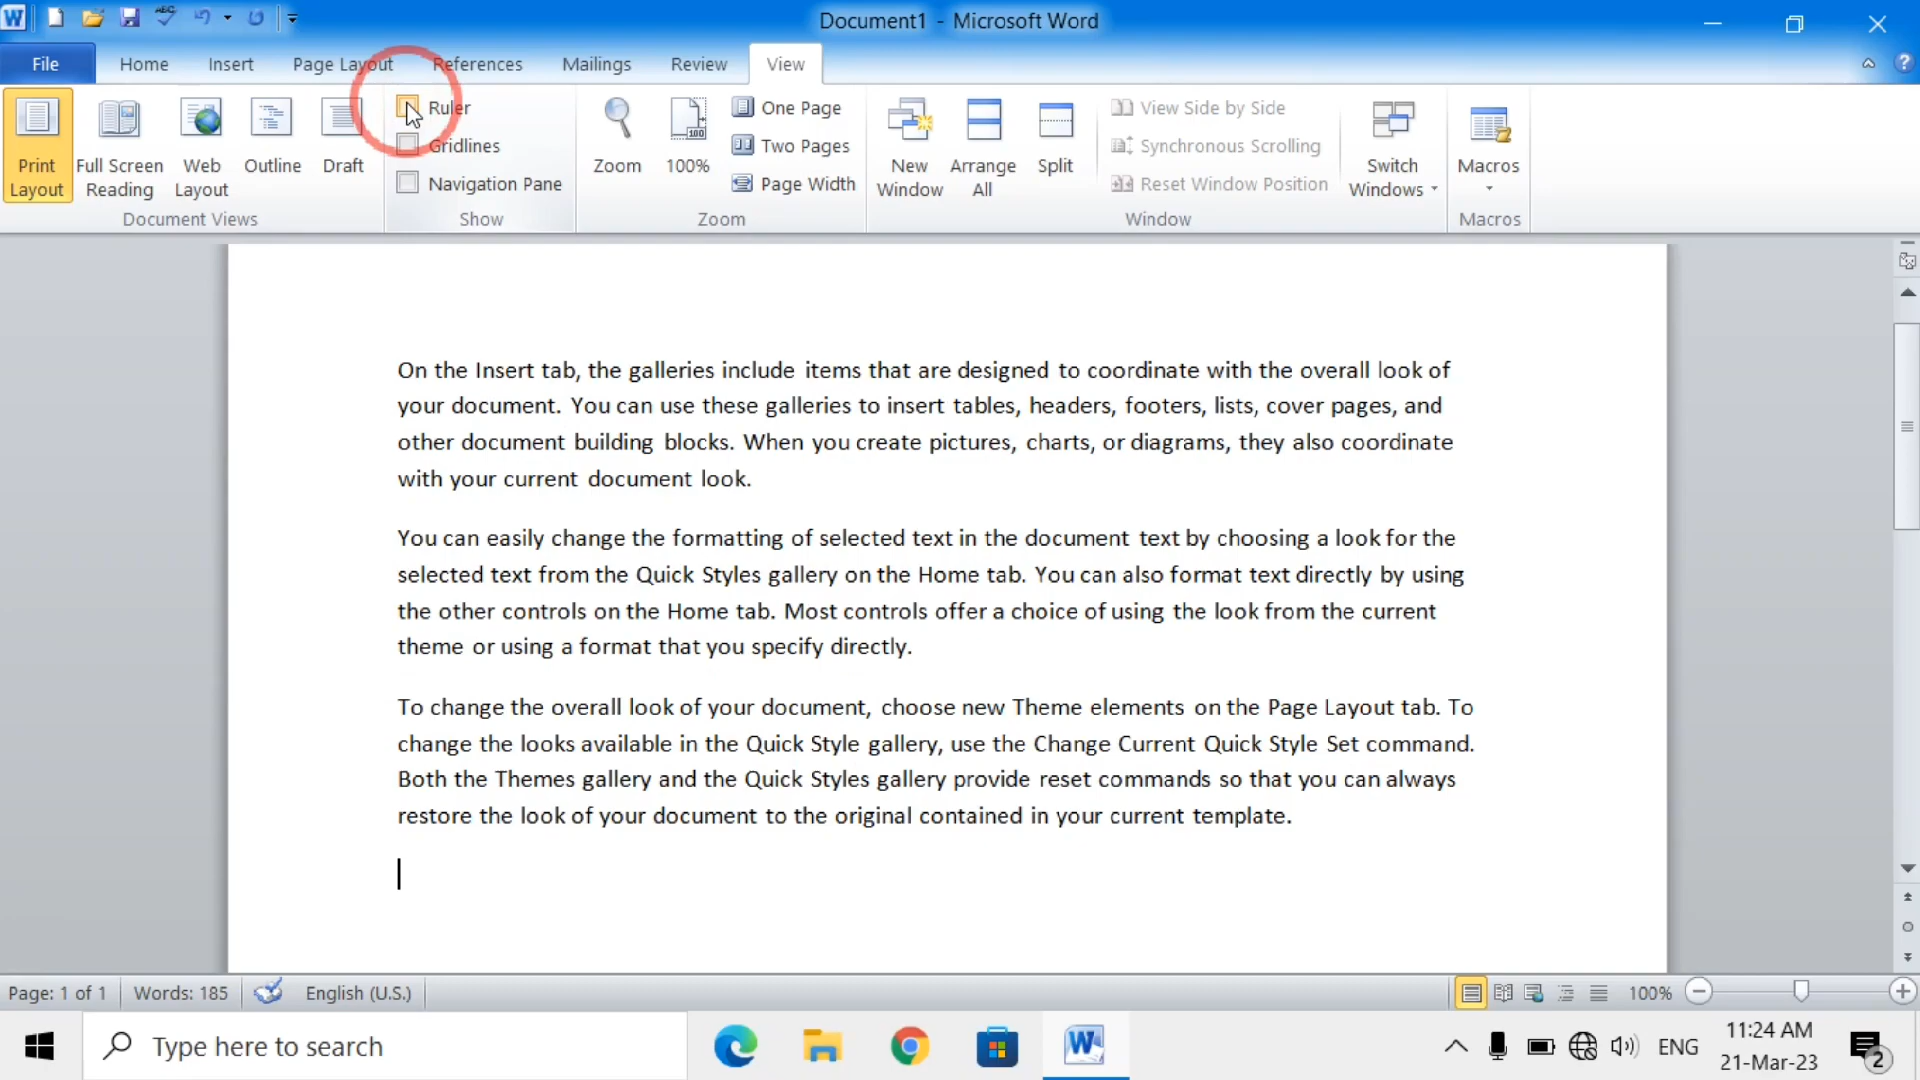 Document1 - Microsoft Word
File Home Insert Page Layout References Mailings Review View
Print Layout
Full Screen Reading
Web Layout
Outline
Draft
Document Views
Ruler
Gridlines
Navigation Pane
Show
Zoom
100
100%
One Page
Two Pages
Page Width
Zoom
New Window
Arrange All
Split
View Side by Side
Synchronous Scrolling
Reset Window Position
Window
Switch Windows
Macros
Macros
On the Insert tab, the galleries include items that are designed to coordinate with the overall look of
your document. You can use these galleries to insert tables, headers, footers, lists, cover pages, and
other document building blocks. When you create pictures, charts, or diagrams, they also coordinate
with your current document look.
You can easily change the formatting of selected text in the document text by choosing a look for the
selected text from the Quick Styles gallery on the Home tab. You can also format text directly by using
the other controls on the Home tab. Most controls offer a choice of using the look from the current
theme or using a format that you specify directly.
To change the overall look of your document, choose new Theme elements on the Page Layout tab. To
change the looks available in the Quick Style gallery, use the Change Current Quick Style Set command.
Both the Themes gallery and the Quick Styles gallery provide reset commands so that you can always
restore the look of your document to the original contained in your current template.
Page: 1 of 1 Words: 185 English (U.S.) 100%
Type here to search
ENG
11:24 AM
21-Mar-23
2